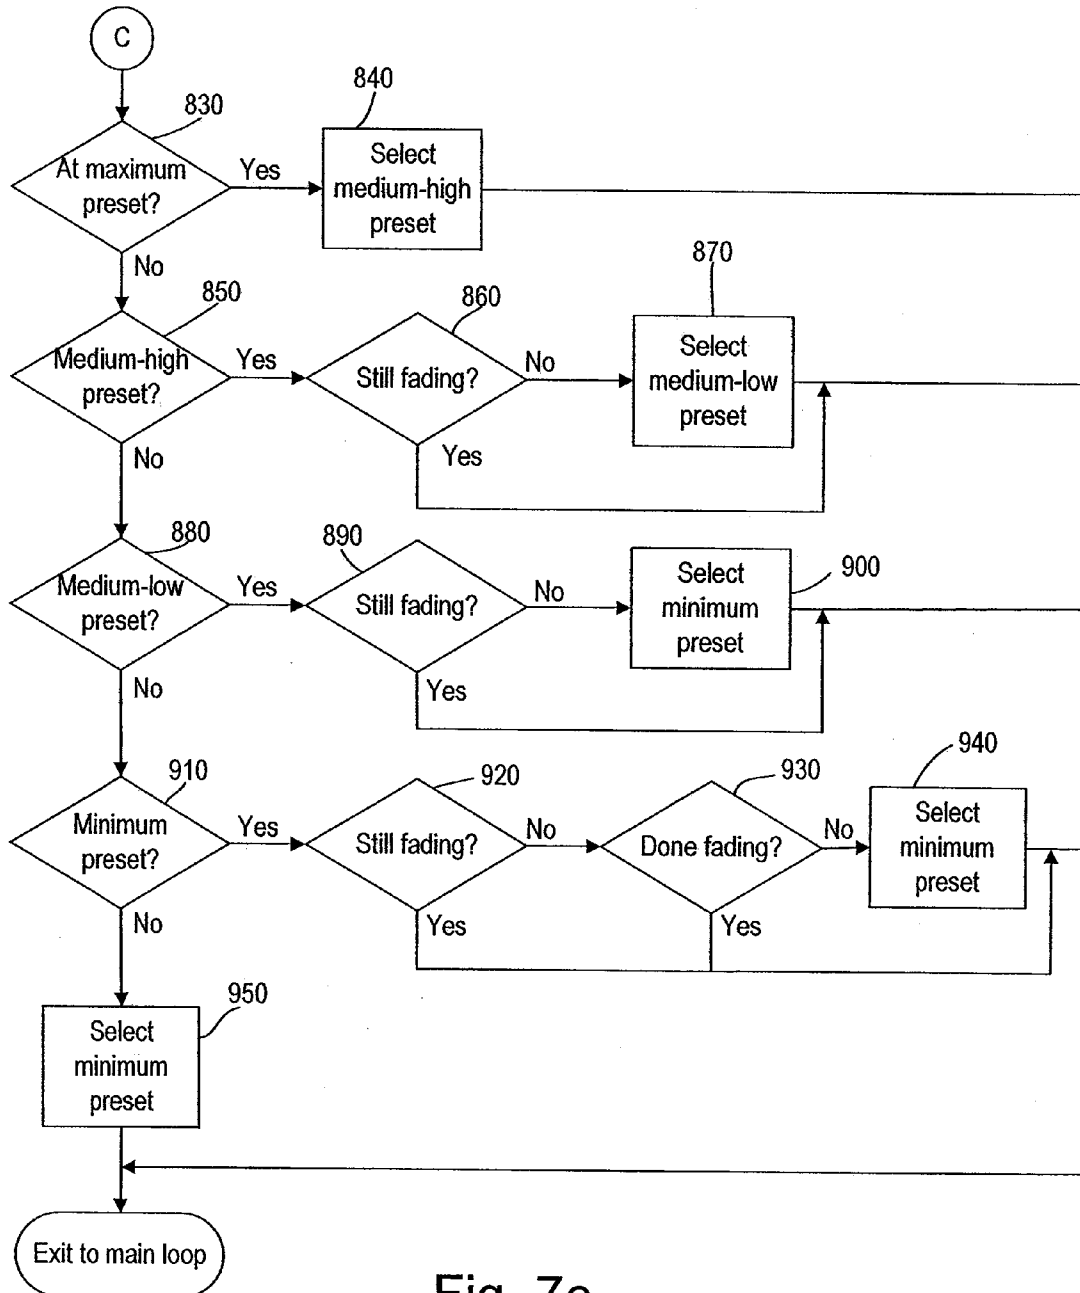 C
830
At maximum
preset?
Yes
840
Select
medium-high
preset
No
850
Medium-high
preset?
Yes
860
Still fading?
No
870
Select
medium-low
preset
Yes
No
880
Medium-low
preset?
Yes
890
Still fading?
No
Select
minimum
preset
900
Yes
No
910
Minimum
preset?
Yes
920
Still fading?
No
930
Done fading?
No
940
Select
minimum
preset
Yes
Yes
No
950
Select
minimum
preset
Exit to main loop